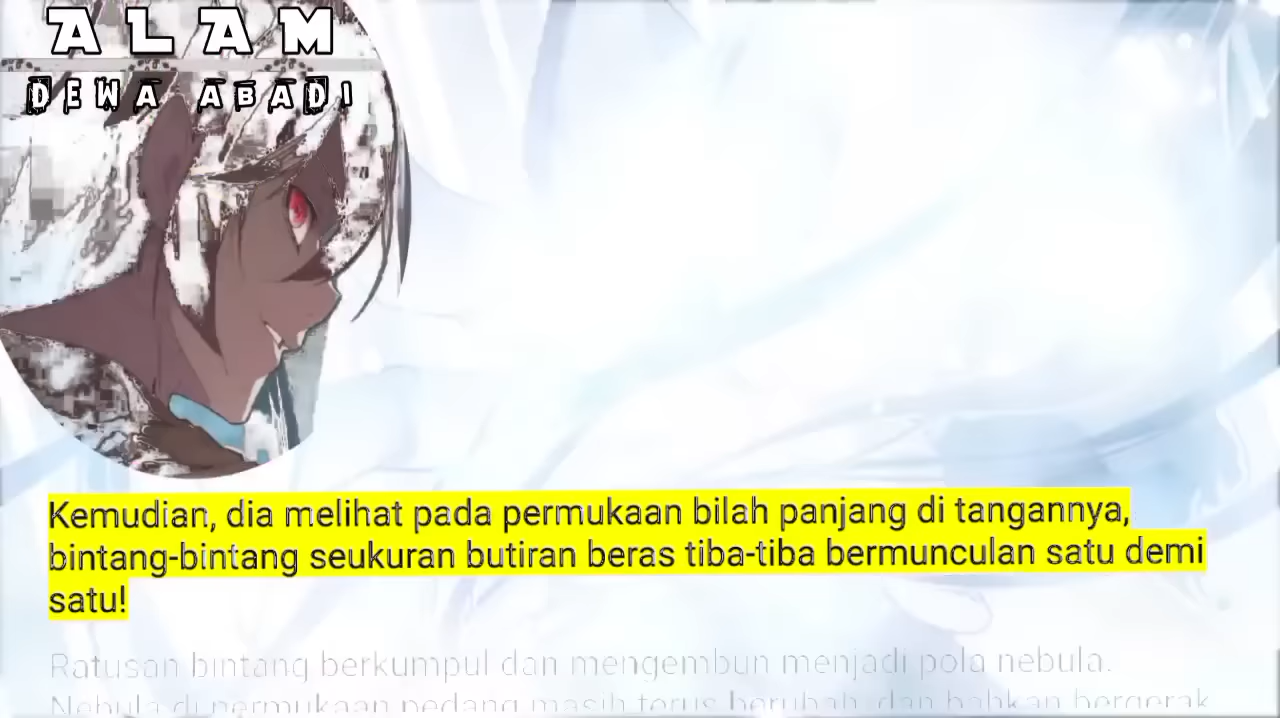 ALAM
DEWA ABADI
Kemudian, dia melihat pada permukaan bilah panjang di tangannya,
bintang-bintang seukuran butiran beras tiba-tiba bermunculan satu demi
satu!
Ratusan bintang berkumpul dan mengembun menjadi pola nebula.
Nebula di permukaan pedang masih terus berubah, dan bahkan bergerak